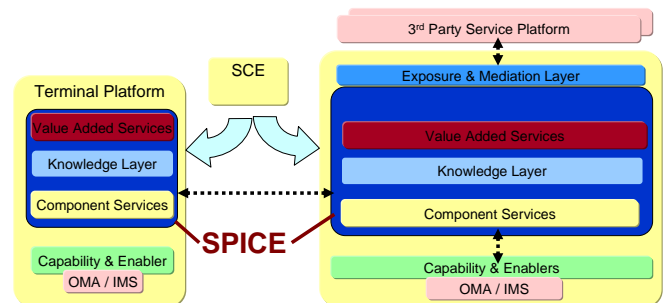 3rd Party Service Platform
SCE
Exposure & Mediation Layer
Terminal Platform
Value Added Services
Knowledge Layer
Component Services
SPICE
Capability & Enabler
OMA / IMS
Value Added Services
Knowledge Layer
Component Services
Capability & Enablers
OMA / IMS